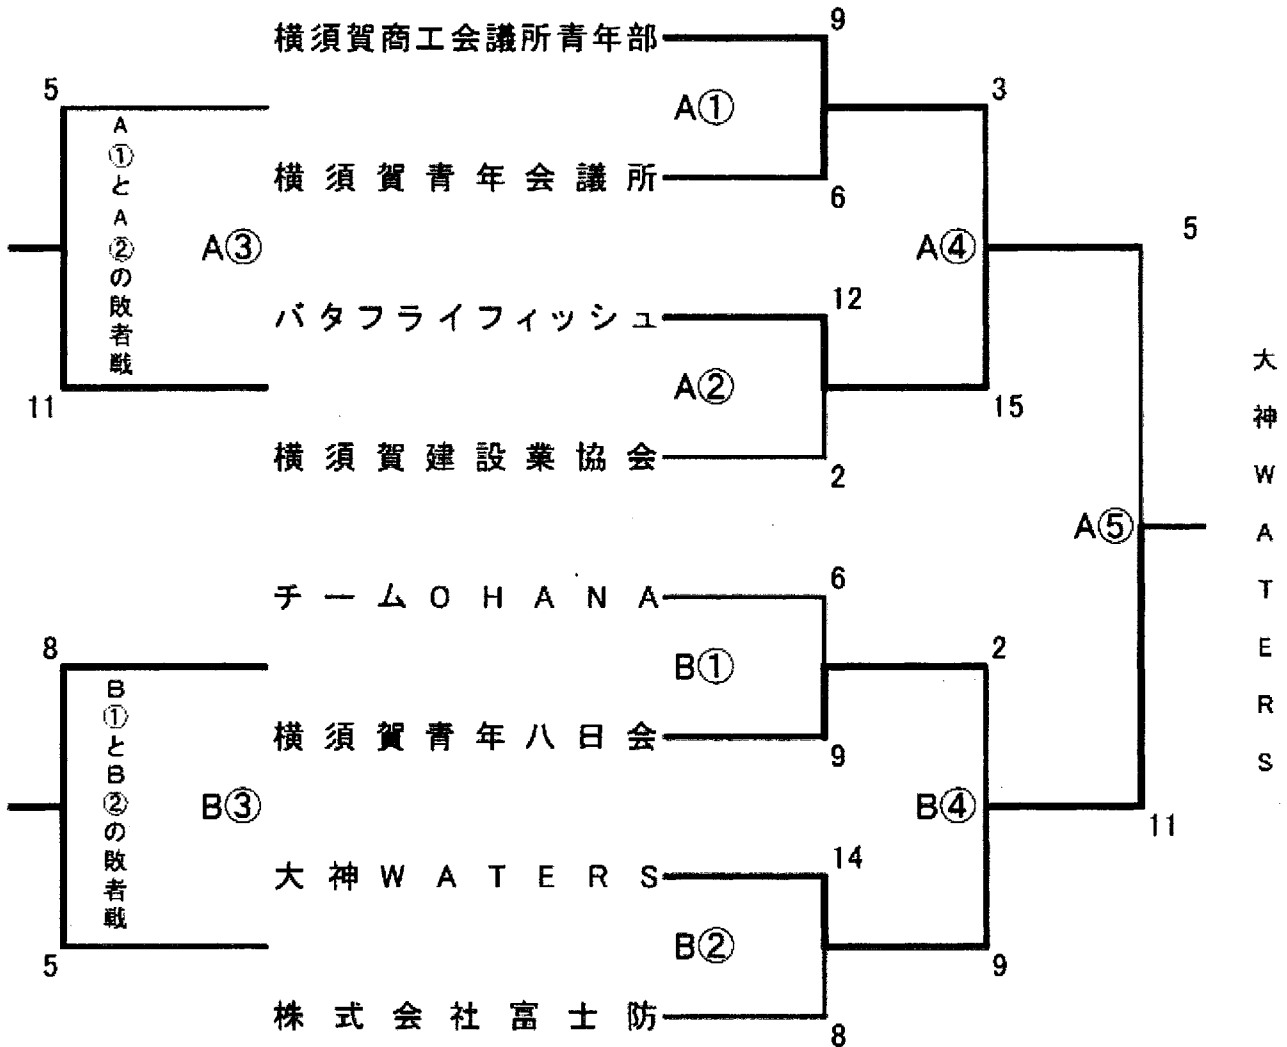 横須賀商工会議所青年部
9
A①
3
5
A①とA②の敗者戦
横須賀青年会議所
6
A③
A④
5
バタフライフィッシュ
12
A②
11
15
横須賀建設業協会
2
大神WATERS
A⑤
チームOHANA
6
8
B①
2
B①とB②の敗者戦
横須賀青年八日会
9
B③
B④
11
大神WATERS
14
B②
5
9
株式会社富士防
8